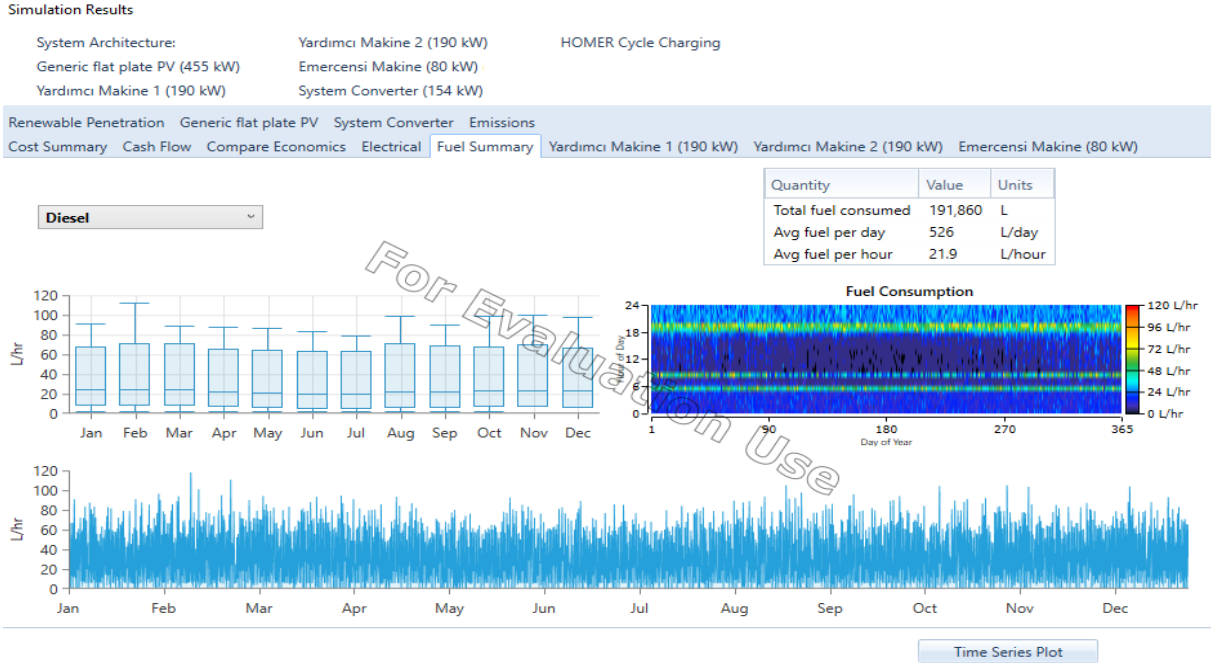 Simulation Results
System Architecture: Yardımcı Makine 2 (190 kW) HOMER Cycle Charging
Generic flat plate PV (455 kW) Emercensi Makine (80 kW)
Yardımcı Makine 1 (190 kW) System Converter (154 kW)
Renewable Penetration Generic flat plate PV System Converter Emissions
Cost Summary Cash Flow Compare Economics Electrical Fuel Summary Yardımcı Makine 1 (190 kW) Yardımcı Makine 2 (190 kW) Emercensi Makine (80 kW)
Quantity Value Units
Total fuel consumed 191,860 L
Avg fuel per day 526 L/day
Avg fuel per hour 21.9 L/hour
Diesel
For Evaluation Use
120
100
80
60
40
20
0
L/hr
Jan Feb Mar Apr May Jun Jul Aug Sep Oct Nov Dec
Fuel Consumption
24
18
12
6
0
of Day
1 90 180 270 365
Day of Year
120 L/hr
96 L/hr
72 L/hr
48 L/hr
24 L/hr
0 L/hr
120
100
80
60
40
20
0
L/hr
Jan Feb Mar Apr May Jun Jul Aug Sep Oct Nov Dec
Time Series Plot